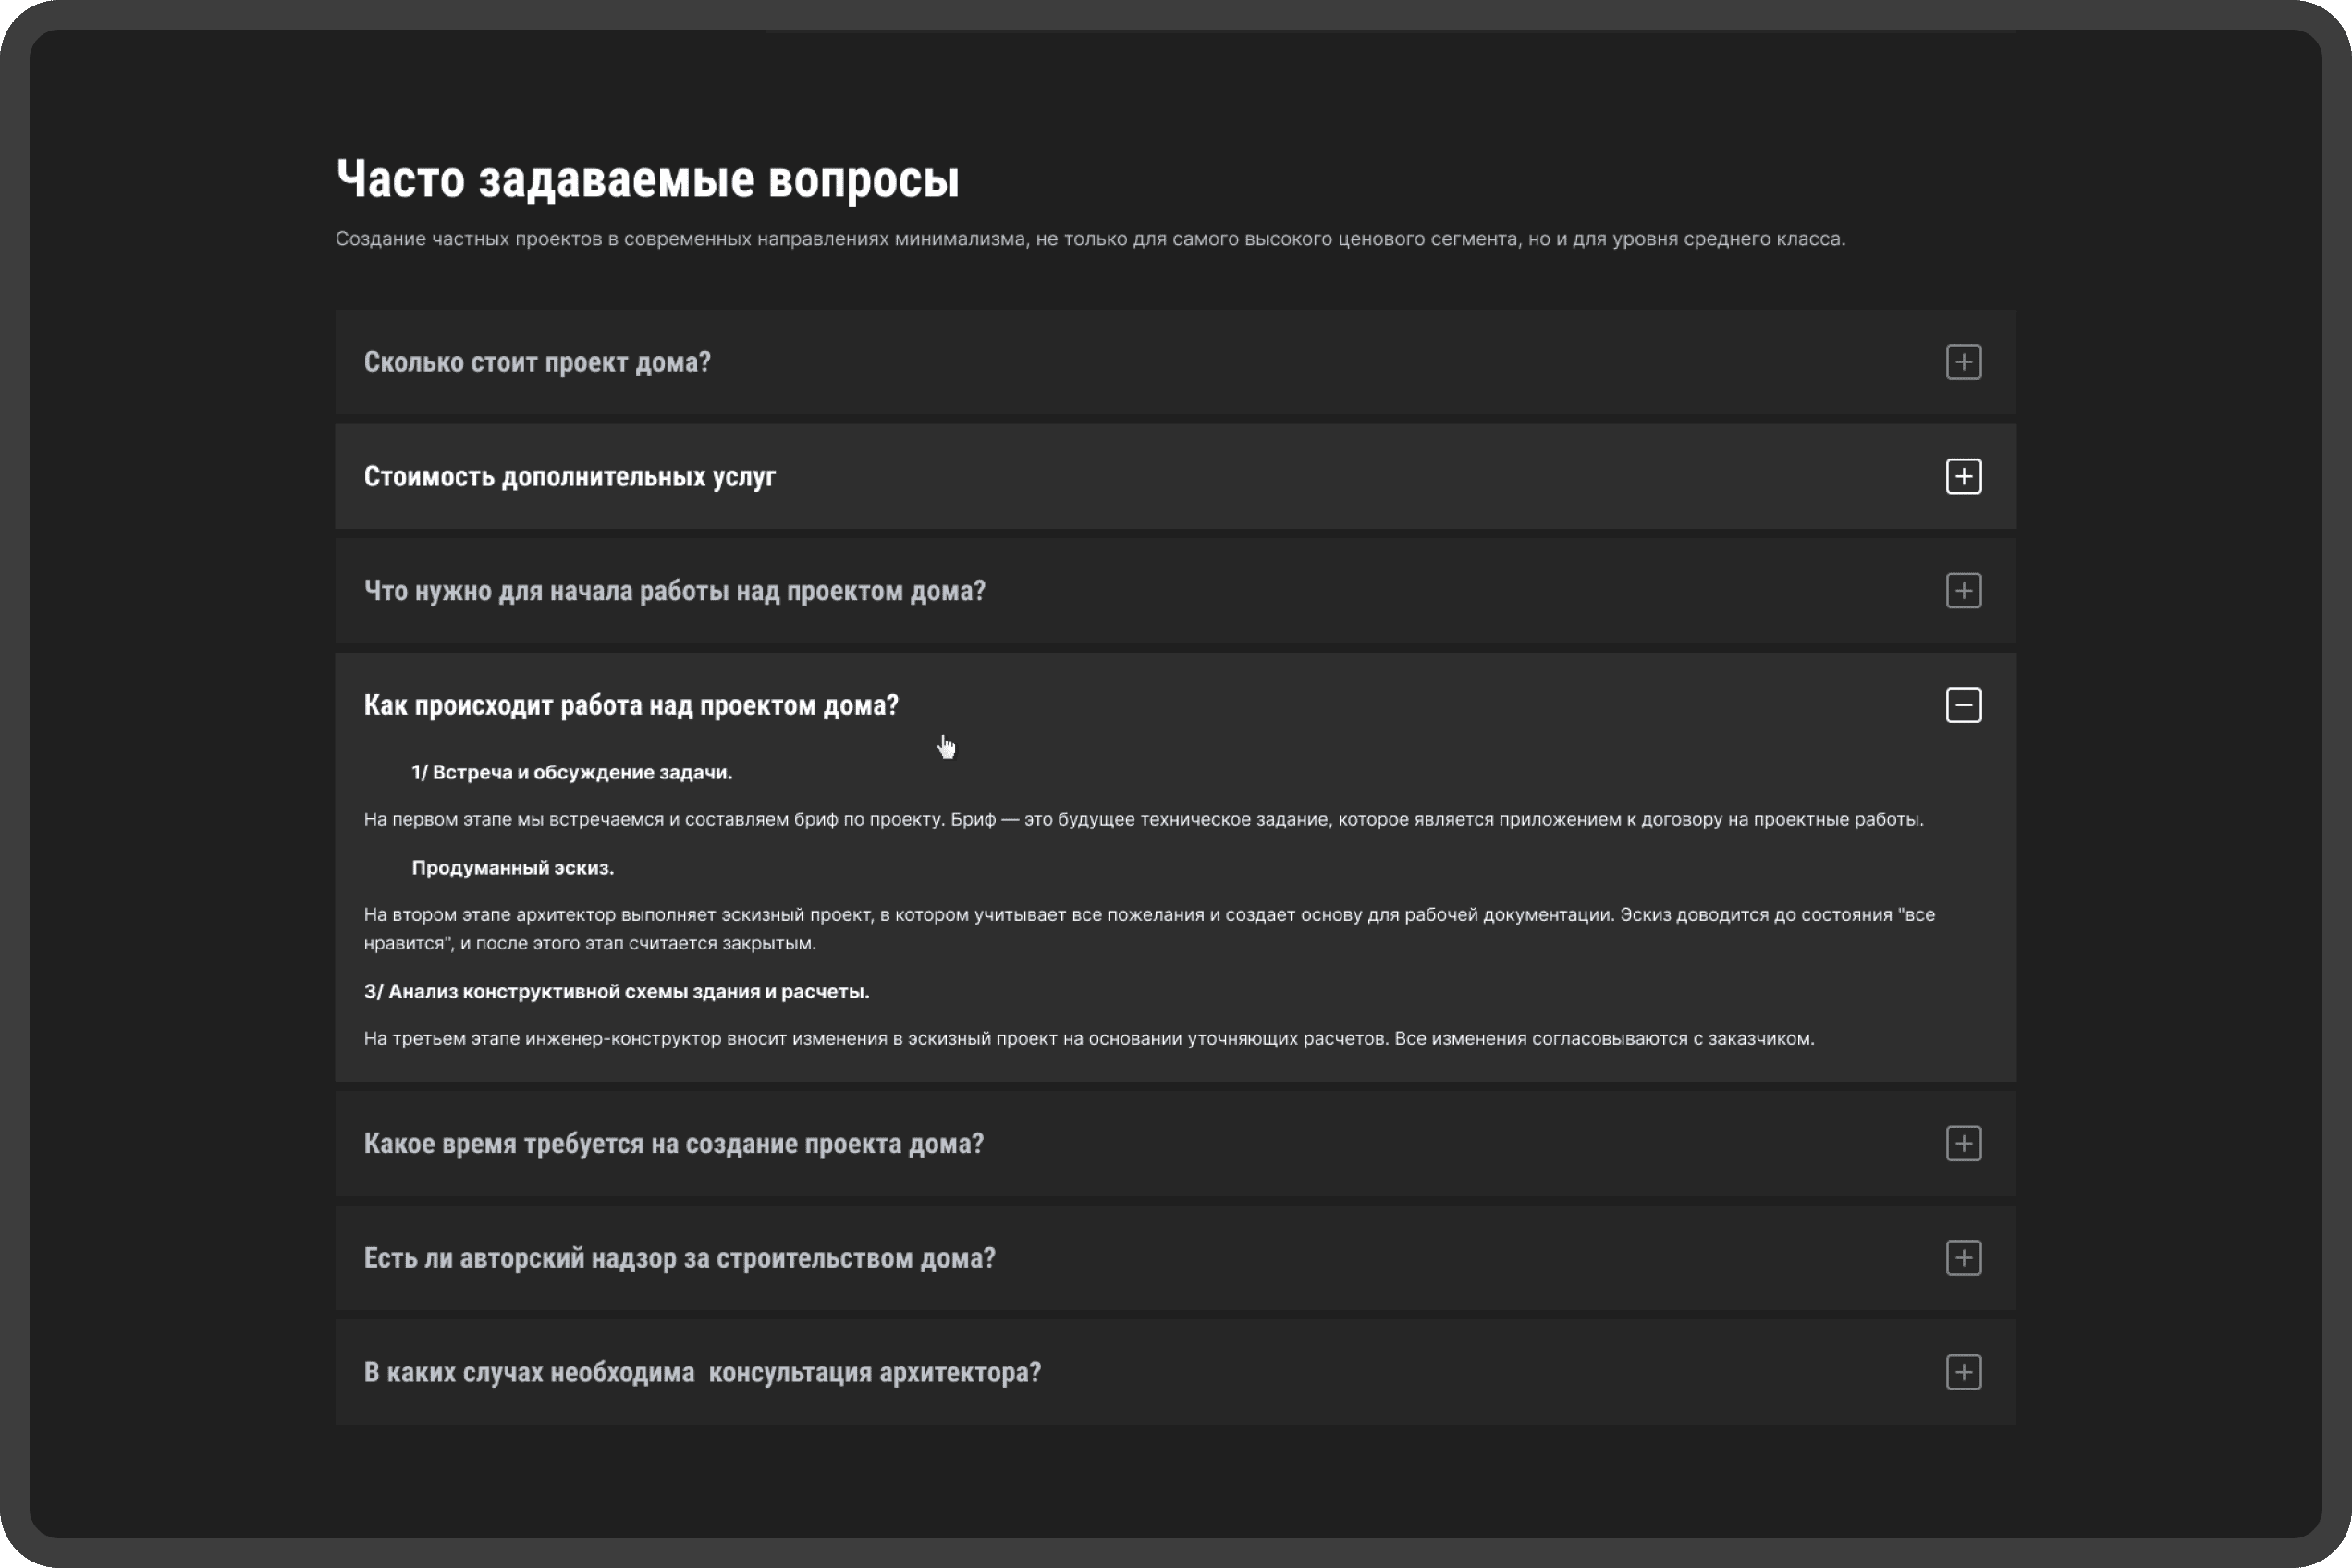 Часто задаваемые вопросы
Создание частных проектов в современных направлениях минимализма, не только для самого высокого ценового сегмента, но и для уровня среднего класса.
Сколько стоит проект дома?
Стоимость дополнительных услуг
Что нужно для начала работы над проектом дома?
Как происходит работа над проектом дома?
1/ Встреча и обсуждение задачи.
На первом этапе мы встречаемся и составляем бриф по проекту. Бриф — это будущее техническое задание, которое является приложением к договору на проектные работы.
Продуманный эскиз.
На втором этапе архитектор выполняет эскизный проект, в котором учитывает все пожелания и создает основу для рабочей документации. Эскиз доводится до состояния "все
нравится", и после этого этап считается закрытым.
3/ Анализ конструктивной схемы здания и расчеты.
На третьем этапе инженер-конструктор вносит изменения в эскизный проект на основании уточняющих расчетов. Все изменения согласовываются с заказчиком.
Какое время требуется на создание проекта дома?
Есть ли авторский надзор за строительством дома?
В каких случах необходима  консультация архитектора?